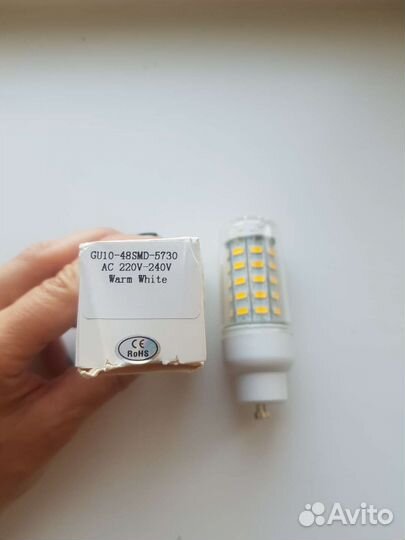 GU10-48SMD-5730
AC 220V-240V
Warm White
CE
RoHS
Avito